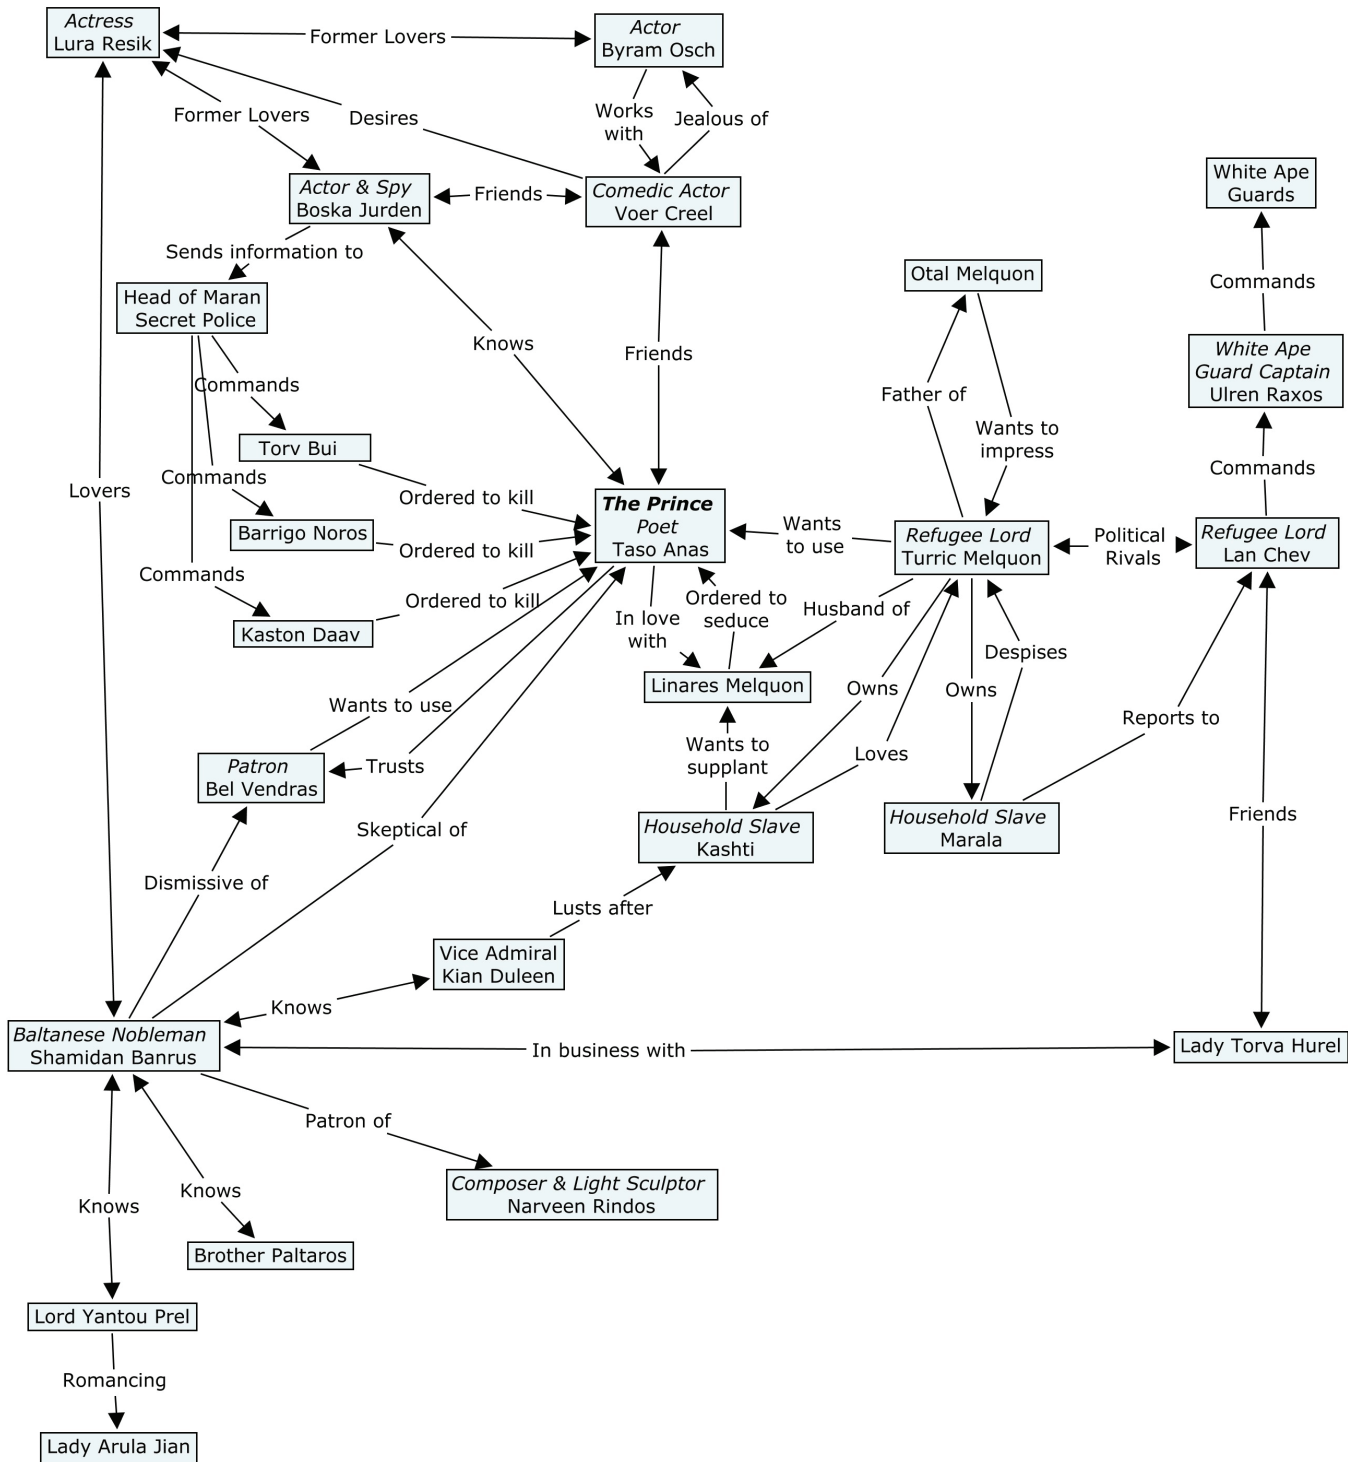 Actress
Lura Resik
Former Lovers
Actor
Byram Osch
Former Lovers
Desires
Works
with
Jealous of
Actor & Spy
Boska Jurden
Friends
Comedic Actor
Voer Creel
White Ape
Guards
Sends information to
Head of Maran
Secret Police
Otal Melquon
Commands
Knows
Friends
White Ape
Guard Captain
Ulren Raxos
Commands
Father of
Wants to
impress
Torv Bui
Commands
Commands
Lovers
Ordered to kill
Barrigo Noros
Ordered to kill
The Prince
Poet
Taso Anas
Wants
to use
Refugee Lord
Turric Melquon
Political
Rivals
Refugee Lord
Lan Chev
Commands
Ordered to kill
Kaston Daav
In love
with
Ordered to
seduce
Husband of
Despises
Linares Melquon
Owns
Owns
Wants to use
Reports to
Wants to
supplant
Loves
Patron
Bel Vendras
Trusts
Skeptical of
Household Slave
Kashti
Household Slave
Marala
Friends
Dismissive of
Lusts after
Vice Admiral
Kian Duleen
Knows
Baltanese Nobleman
Shamidan Banrus
In business with
Lady Torva Hurel
Patron of
Composer & Light Sculptor
Narveen Rindos
Knows
Knows
Brother Paltaros
Lord Yantou Prel
Romancing
Lady Arula Jian